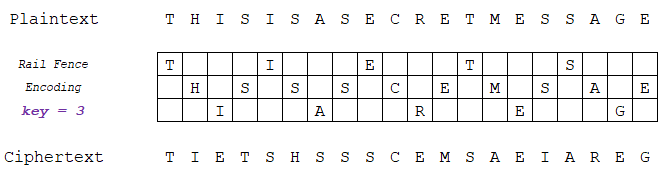 Plaintext T H I S I S A S E C R E T M E S S A G E
Rail Fence T I E T S
Encoding H S S S C E M S A E
key = 3 I A R E G
Ciphertext T I E T S H S S S C E M S A E I A R E G